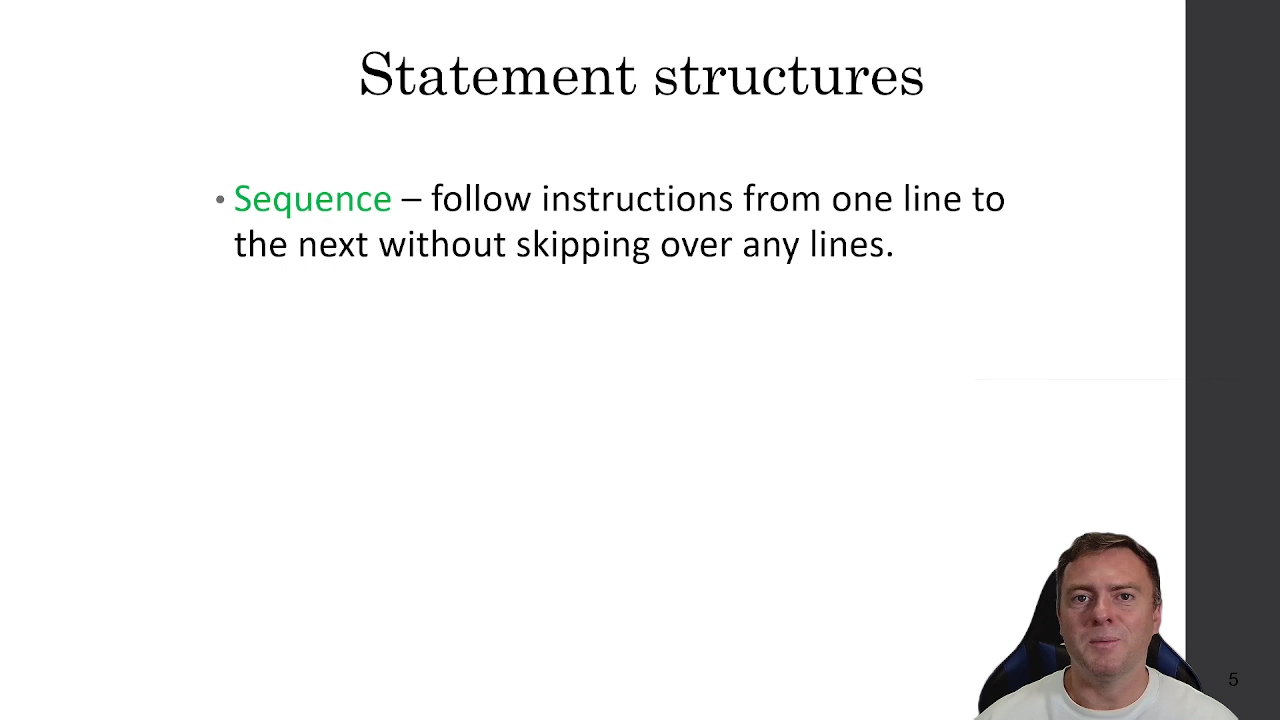 Statement structures
• Sequence – follow instructions from one line to
the next without skipping over any lines.
5